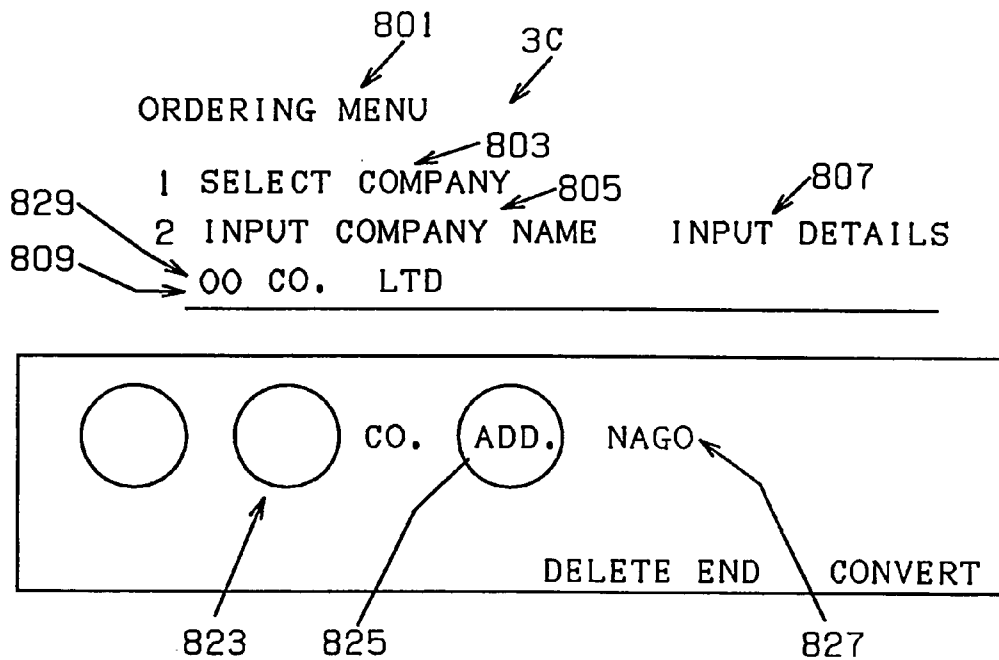 801
3C
ORDERING MENU
803
1 SELECT COMPANY
805
807
829
2 INPUT COMPANY NAME INPUT DETAILS
809
OO CO. LTD
CO. ADD. NAGO
DELETE END CONVERT
823 825 827